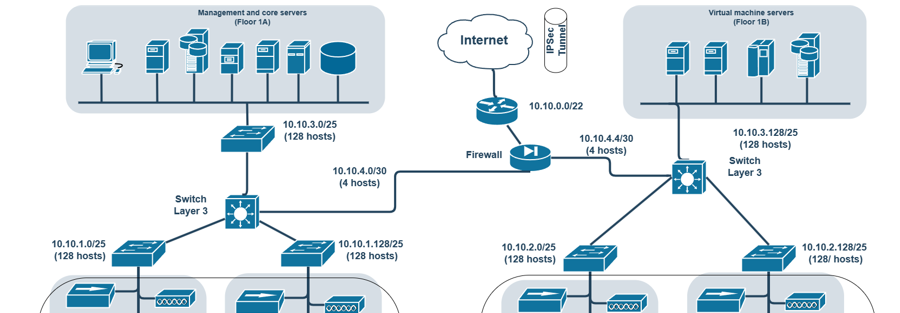 Management and core servers
(Floor 1A)
Virtual machine servers
(Floor 1B)
Internet
IPSec
Tunnel
?
10.10.0.0/22
10.10.3.0/25
(128 hosts)
10.10.3.128/25
(128 hosts)
Firewall
10.10.4.4/30
(4 hosts)
10.10.4.0/30
(4 hosts)
Switch
Layer 3
Switch
Layer 3
10.10.1.0/25
(128 hosts)
10.10.1.128/25
(128 hosts)
10.10.2.0/25
(128 hosts)
10.10.2.128/25
(128/ hosts)